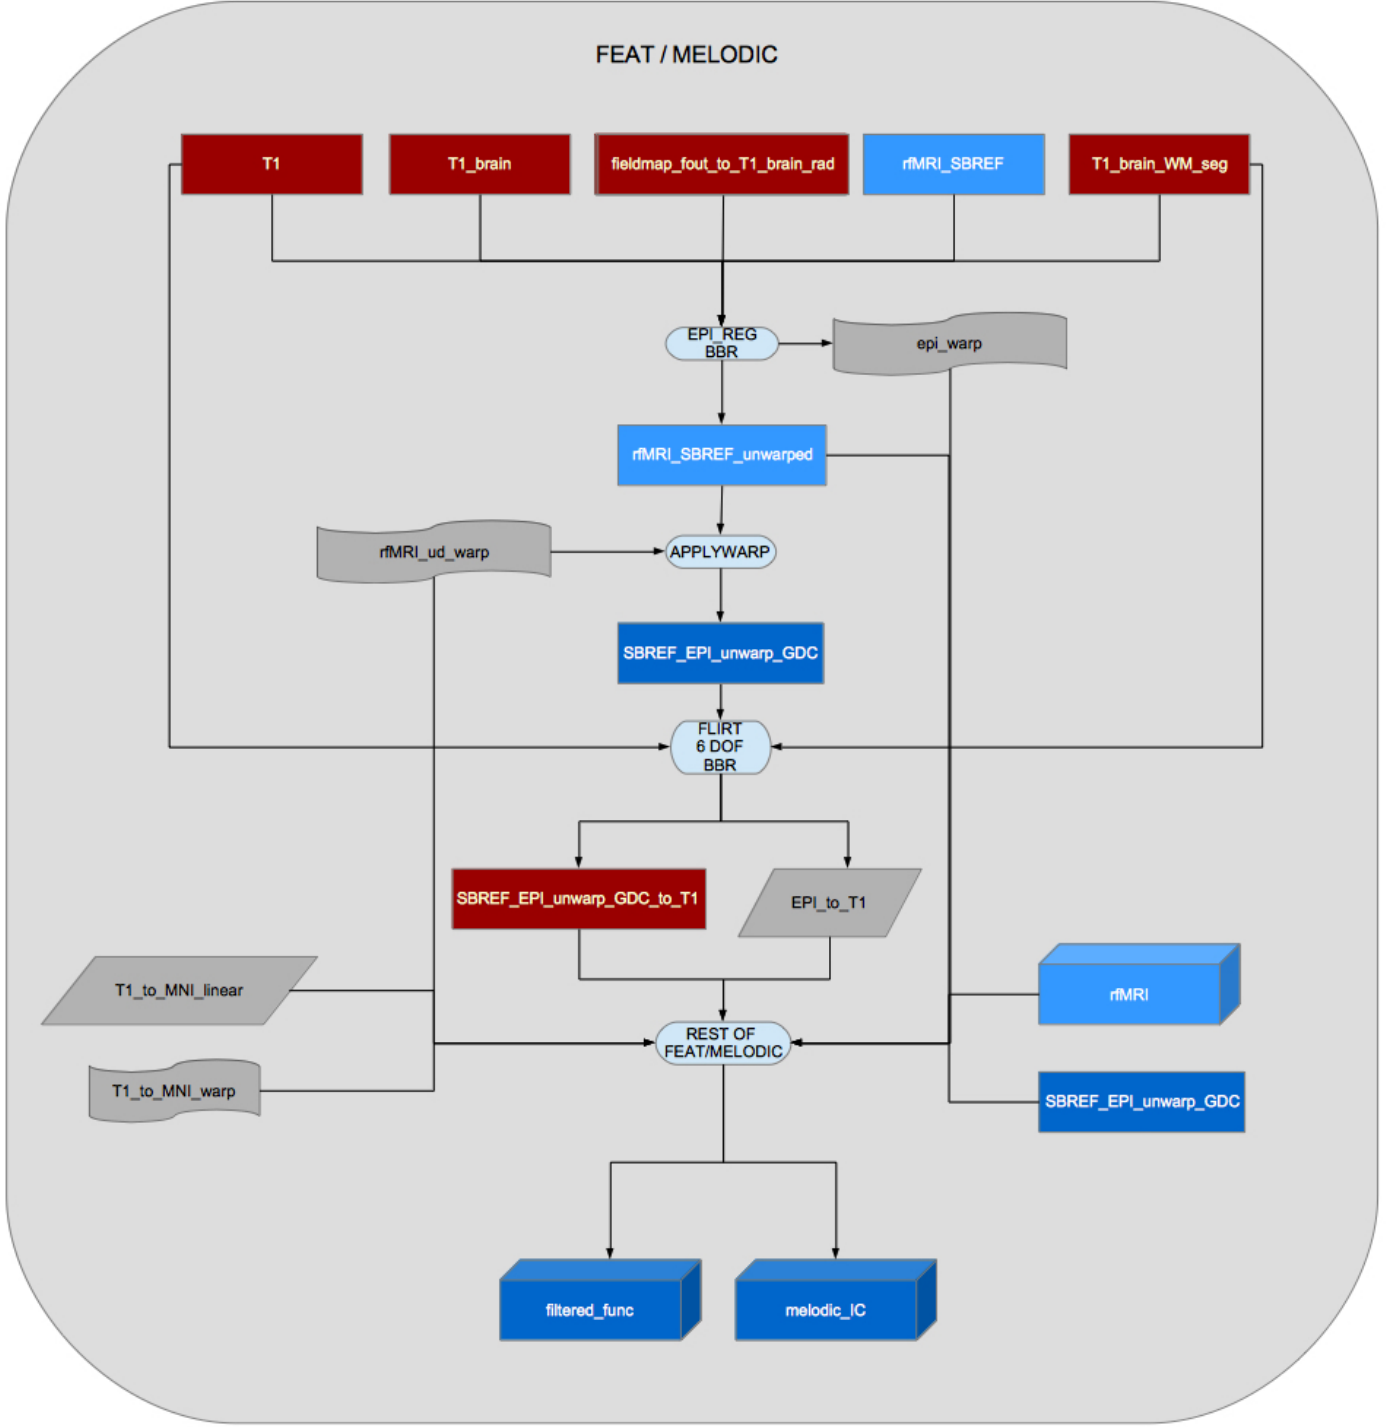 FEAT / MELODIC
T1
T1_brain
fieldmap_fout_to_T1_brain_rad
rfMRI_SBREF
T1_brain_WM_seg
EPI_REG
BBR
epi_warp
rfMRI_SBREF_unwarped
rfMRI_ud_warp
APPLYWARP
SBREF_EPI_unwarp_GDC
FLIRT
6 DOF
BBR
SBREF_EPI_unwarp_GDC_to_T1
EPI_to_T1
T1_to_MNI_linear
rfMRI
REST OF
FEAT/MELODIC
T1_to_MNI_warp
SBREF_EPI_unwarp_GDC
filtered_func
melodic_IC